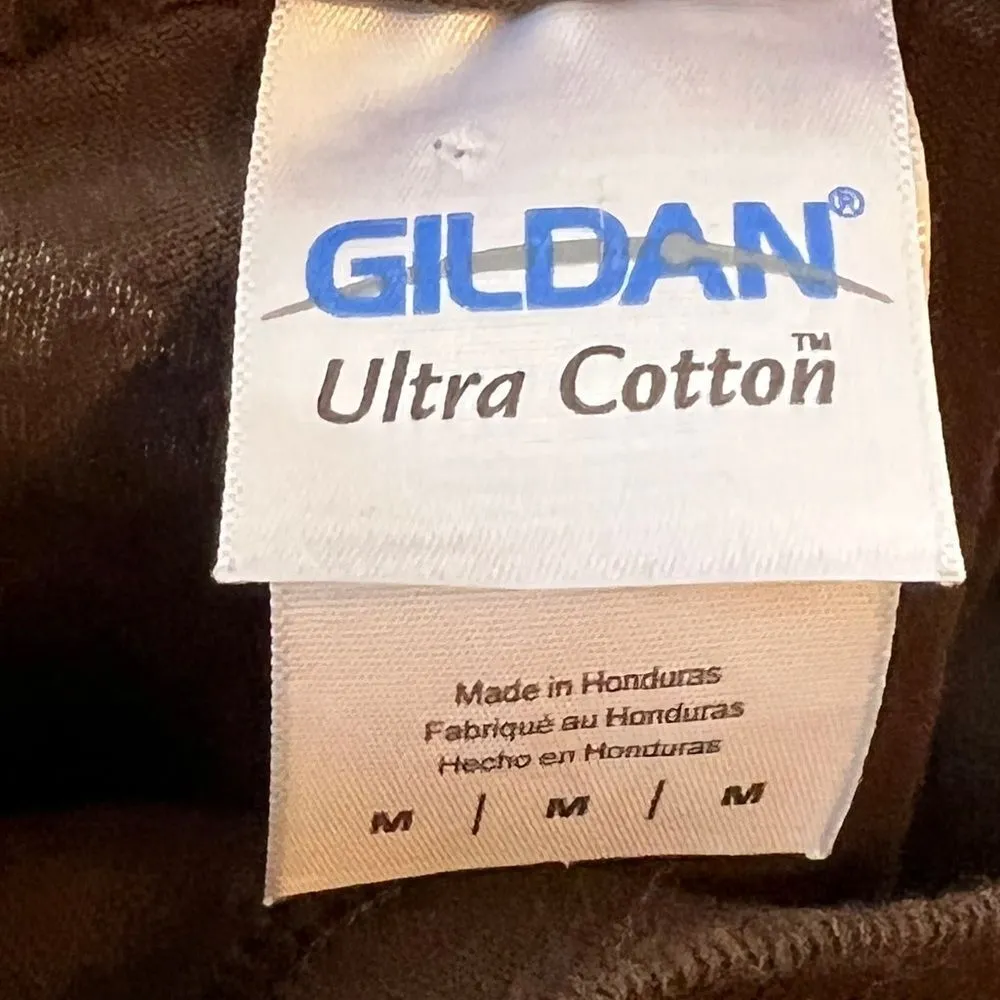 GILDAN®
Ultra Cotton™
Made in Honduras
Fabriqué au Honduras
Hecho en Honduras
M / M / M